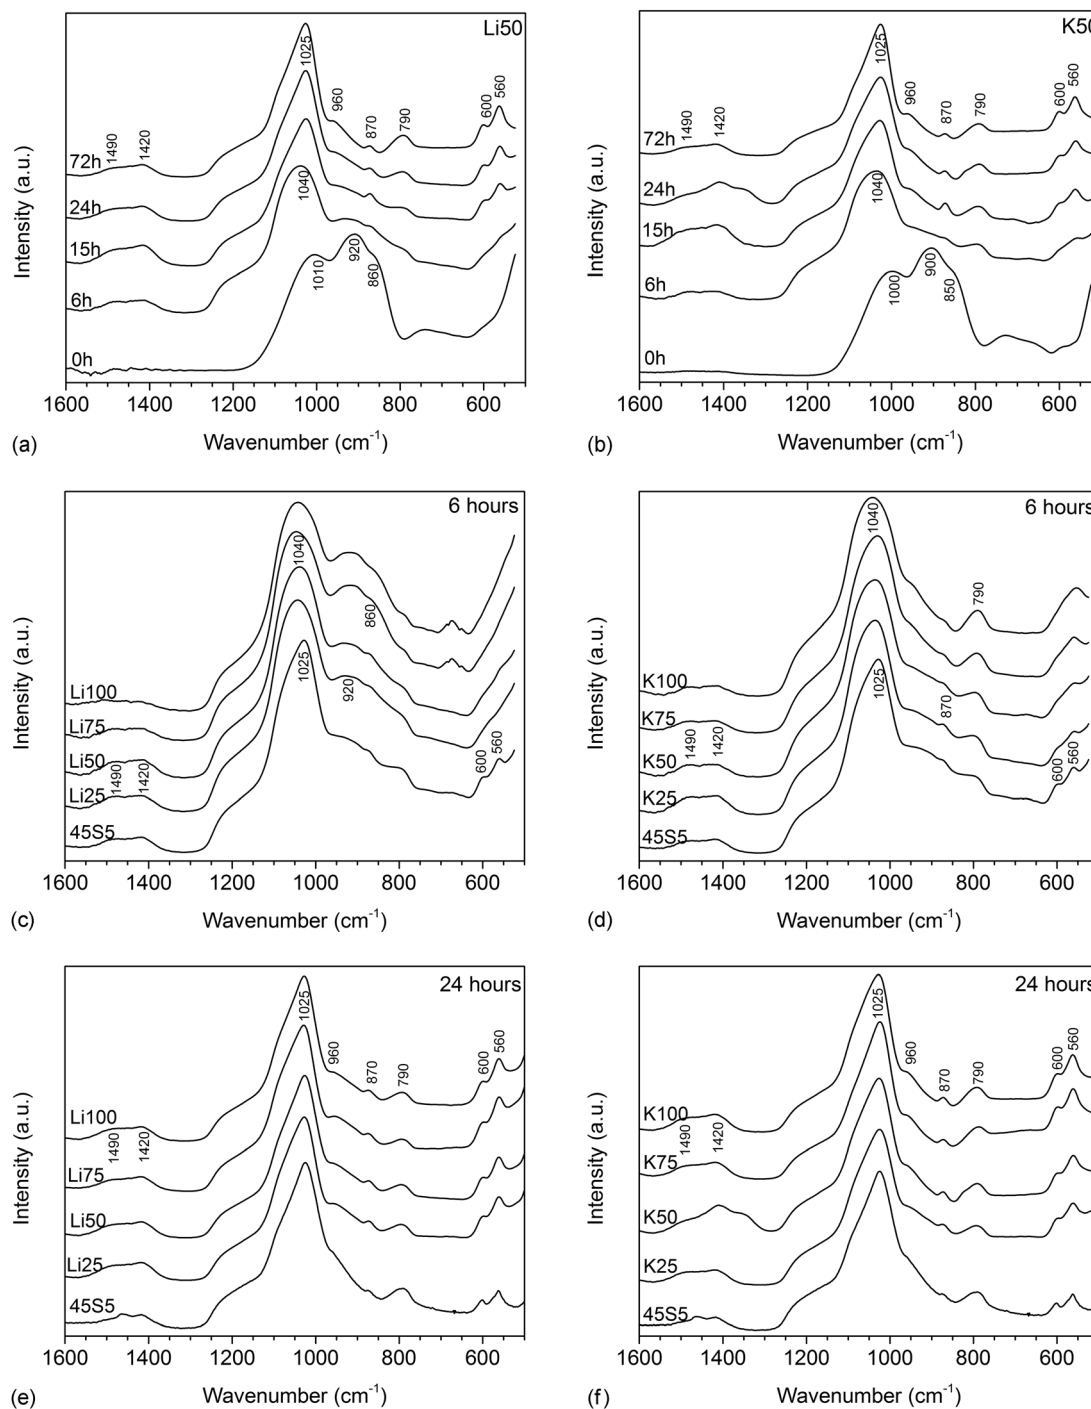 Li50
1025
960
870
790
600
560
1490
1420
72h
24h
15h
6h
0h
1040
1010
920
860
Intensity (a.u.)
1600 1400 1200 1000 800 600
Wavenumber (cm-1)
(a)
K50
1025
960
870
790
600
560
1490
1420
72h
24h
15h
6h
0h
1040
1000
900
850
Intensity (a.u.)
1600 1400 1200 1000 800 600
Wavenumber (cm-1)
(b)
6 hours
1040
860
1025
920
600
560
Li100
Li75
Li50
1490
1420
Li25
45S5
Intensity (a.u.)
1600 1400 1200 1000 800 600
Wavenumber (cm-1)
(c)
6 hours
1040
790
1025
870
600
560
K100
K75
1490
1420
K50
K25
45S5
Intensity (a.u.)
1600 1400 1200 1000 800 600
Wavenumber (cm-1)
(d)
24 hours
1025
960
870
790
600
560
Li100
1490
1420
Li75
Li50
Li25
45S5
Intensity (a.u.)
1600 1400 1200 1000 800 600
Wavenumber (cm-1)
(e)
24 hours
1025
960
870
790
600
560
K100
1490
1420
K75
K50
K25
45S5
Intensity (a.u.)
1600 1400 1200 1000 800 600
Wavenumber (cm-1)
(f)